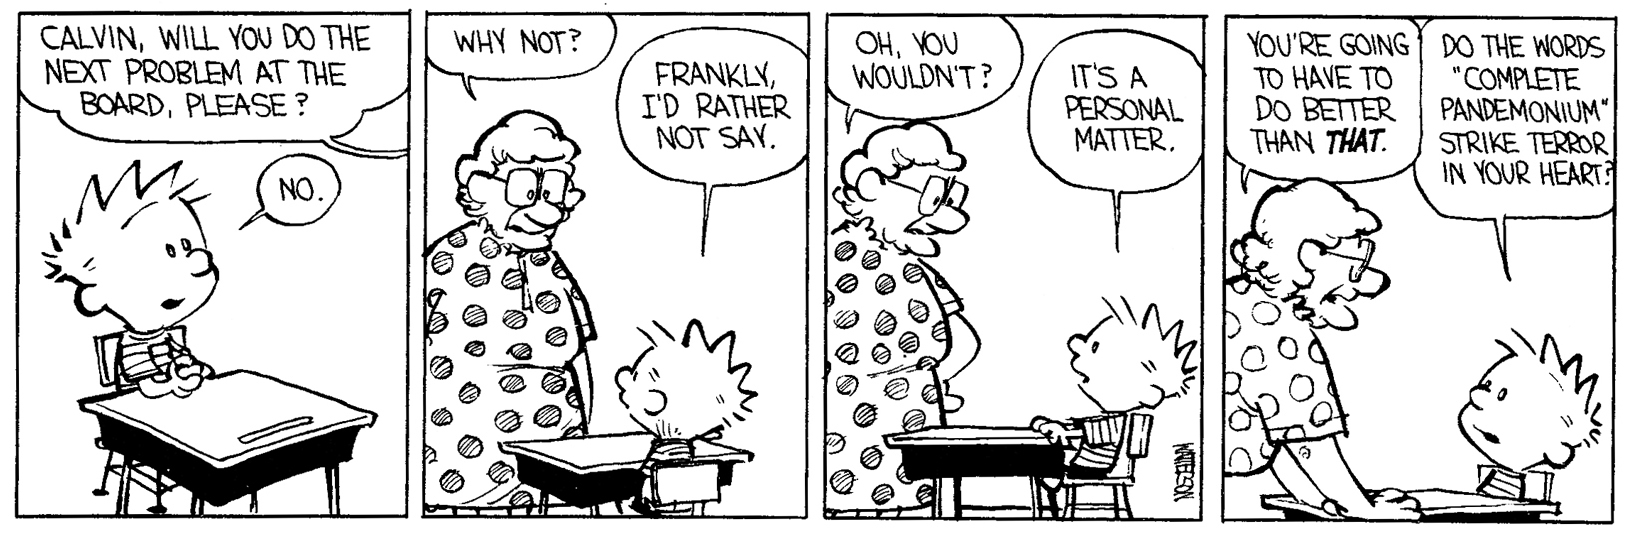 CALVIN, WILL YOU DO THE
NEXT PROBLEM AT THE
BOARD, PLEASE?
NO.
WHY NOT?
FRANKLY,
I'D RATHER
NOT SAY.
OH, YOU
WOULDN'T?
IT'S A
PERSONAL
MATTER.
WATTERSON
YOU'RE GOING
TO HAVE TO
DO BETTER
THAN THAT.
DO THE WORDS
"COMPLETE
PANDEMONIUM"
STRIKE TERROR
IN YOUR HEART?